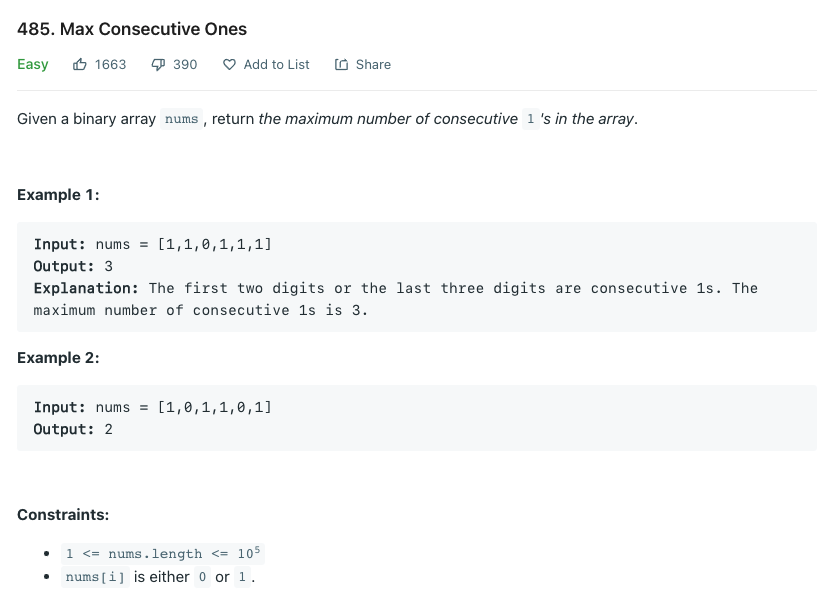 485. Max Consecutive Ones
Easy 1663 390 Add to List Share
Given a binary array nums, return the maximum number of consecutive 1's in the array.
Example 1:
Input: nums = [1,1,0,1,1,1]
Output: 3
Explanation: The first two digits or the last three digits are consecutive 1s. The
maximum number of consecutive 1s is 3.
Example 2:
Input: nums = [1,0,1,1,0,1]
Output: 2
Constraints:
• 1 <= nums.length <= 10⁵
• nums[i] is either 0 or 1.